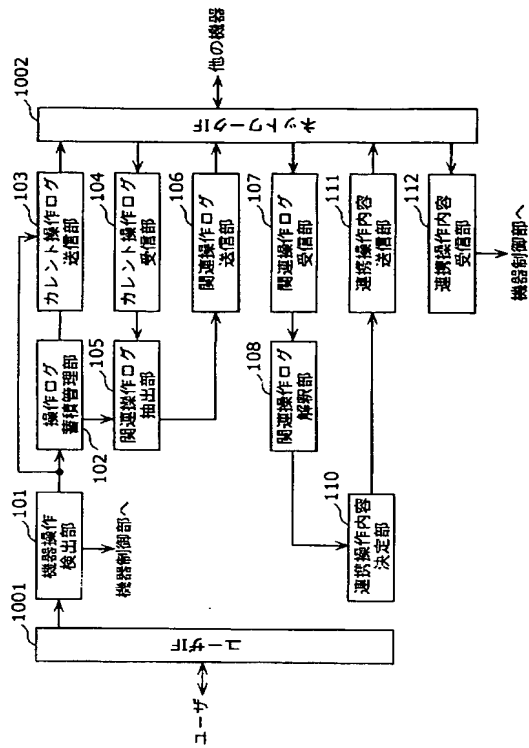 ユーザ
1001
ユーザIF
101
機器操作
検出部
機器制御部へ
操作ログ
蓄積管理部
102
103
カレント操作ログ
送信部
104
カレント操作ログ
受信部
105
関連操作ログ
抽出部
106
関連操作ログ
送信部
107
関連操作ログ
受信部
108
関連操作ログ
解釈部
110
連携操作内容
決定部
111
連携操作内容
送信部
112
連携操作内容
受信部
機器制御部へ
1002
ネットワークIF
他の機器